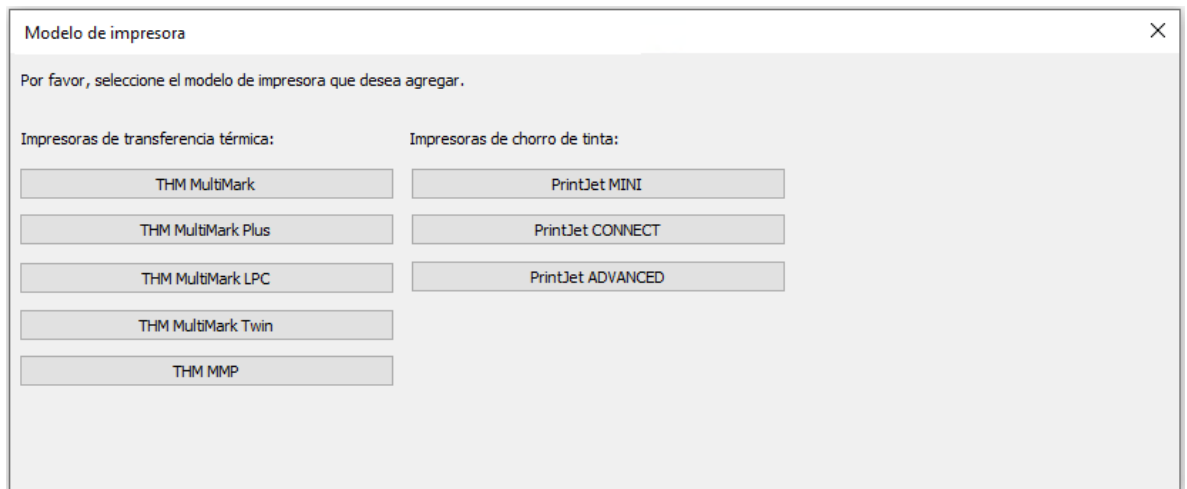 Modelo de impresora
Por favor, seleccione el modelo de impresora que desea agregar.
Impresoras de transferencia térmica:
THM MultiMark
THM MultiMark Plus
THM MultiMark LPC
THM MultiMark Twin
THM MMP
Impresoras de chorro de tinta:
PrintJet MINI
PrintJet CONNECT
PrintJet ADVANCED